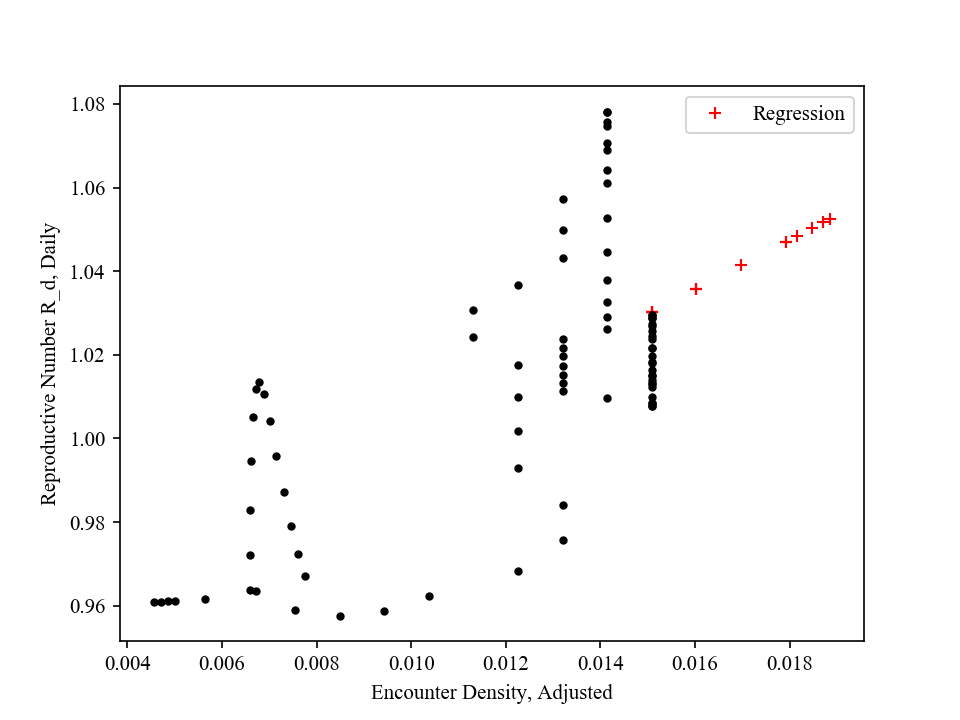 Regression
1.08
1.06
1.04
1.02
1.00
0.98
0.96
Reproductive Number R_d, Daily
0.004 0.006 0.008 0.010 0.012 0.014 0.016 0.018
Encounter Density, Adjusted